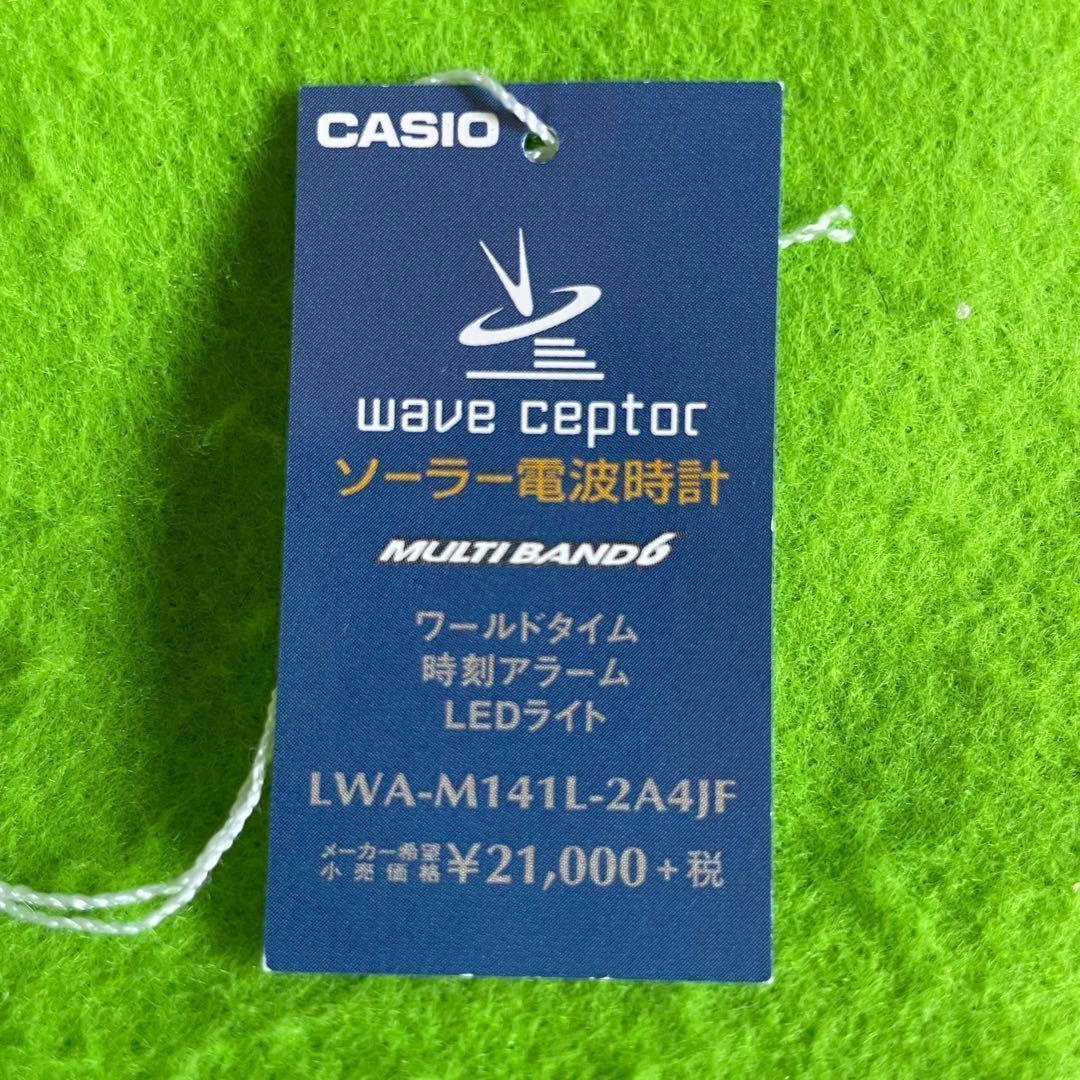 CASIO
wave ceptor
ソーラー電波時計
MULTI BAND6
ワールドタイム
時刻アラーム
LEDライト
LWA-M141L-2A4JF
メーカー希望
小売価格 ¥21,000+税